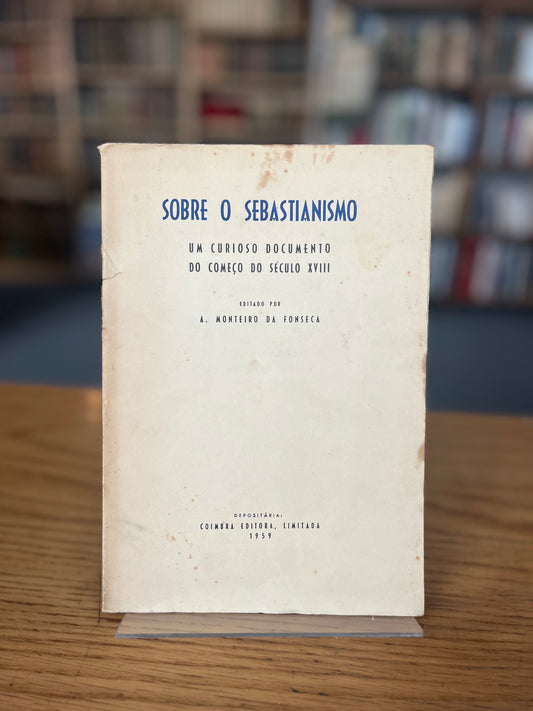 SOBRE O SEBASTIANISMO
UM CURIOSO DOCUMENTO
DO COMEÇO DO SÉCULO XVIII
EDITADO POR
A. MONTEIRO DA FONSECA
DEPOSITÁRIA:
COIMBRA EDITORA, LIMITADA
1959